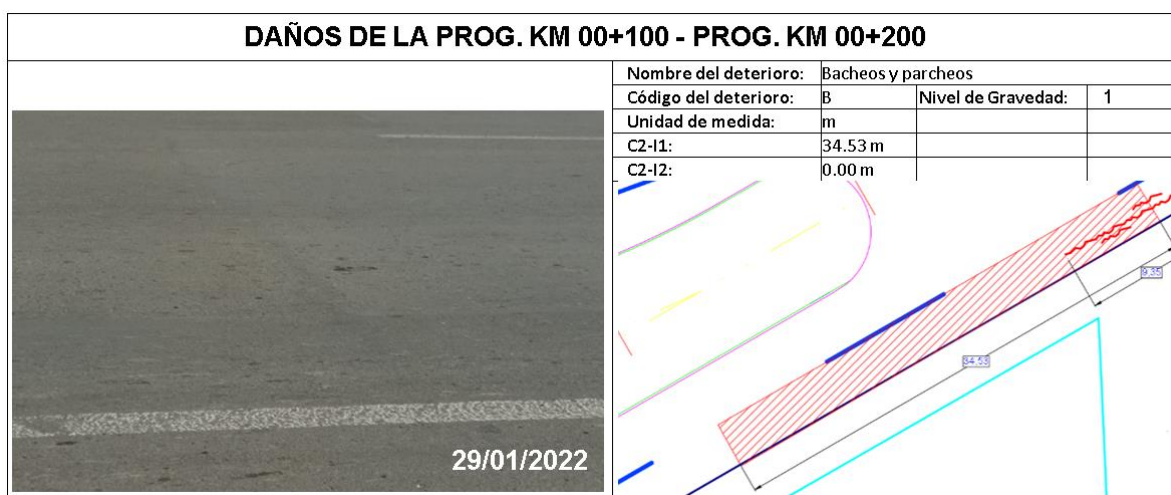 DAÑOS DE LA PROG. KM 00+100 - PROG. KM 00+200
Nombre del deterioro: Bacheos y parcheos
Código del deterioro: B Nivel de Gravedad: 1
Unidad de medida: m
C2-I1: 34.53 m
C2-I2: 0.00 m
9.35
34.53
29/01/2022